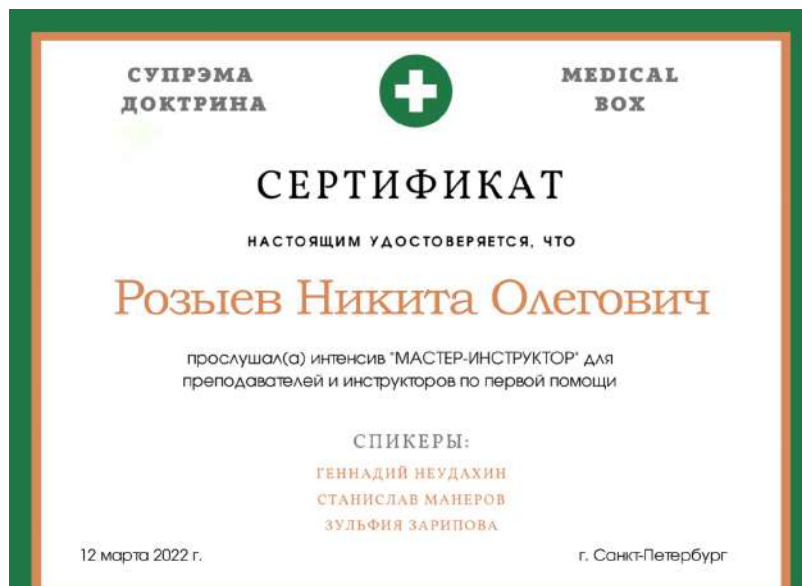 СУПРЭМА
ДОКТРИНА
MEDICAL
BOX
СЕРТИФИКАТ
НАСТОЯЩИМ УДОСТОВЕРЯЕТСЯ, ЧТО
Розыев Никита Олегович
прослушал(а) интенсив "МАСТЕР-ИНСТРУКТОР" для
преподавателей и инструкторов по первой помощи
СПИКЕРЫ:
ГЕННАДИЙ НЕУДАХИН
СТАНИСЛАВ МАНЕРОВ
ЗУЛЬФИЯ ЗАРИПОВА
12 марта 2022 г.
г. Санкт-Петербург